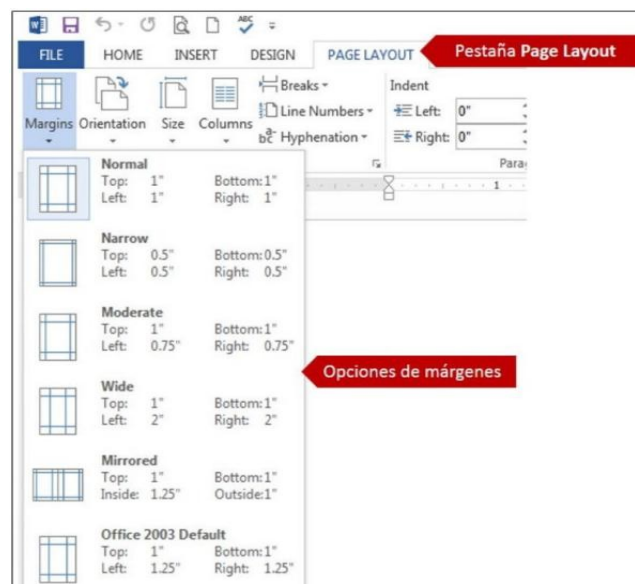 ABC
FILE HOME INSERT DESIGN PAGE LAYOUT
Pestaña Page Layout
Margins Orientation Size Columns
Breaks
Line Numbers
Hyphenation
Indent
Left: 0"
Right: 0"
Para
1
Normal
Top: 1" Bottom: 1"
Left: 1" Right: 1"
Narrow
Top: 0.5" Bottom: 0.5"
Left: 0.5" Right: 0.5"
Moderate
Top: 1" Bottom: 1"
Left: 0.75" Right: 0.75"
Opciones de márgenes
Wide
Top: 1" Bottom: 1"
Left: 2" Right: 2"
Mirrored
Top: 1" Bottom: 1"
Inside: 1.25" Outside: 1"
Office 2003 Default
Top: 1" Bottom: 1"
Left: 1.25" Right: 1.25"